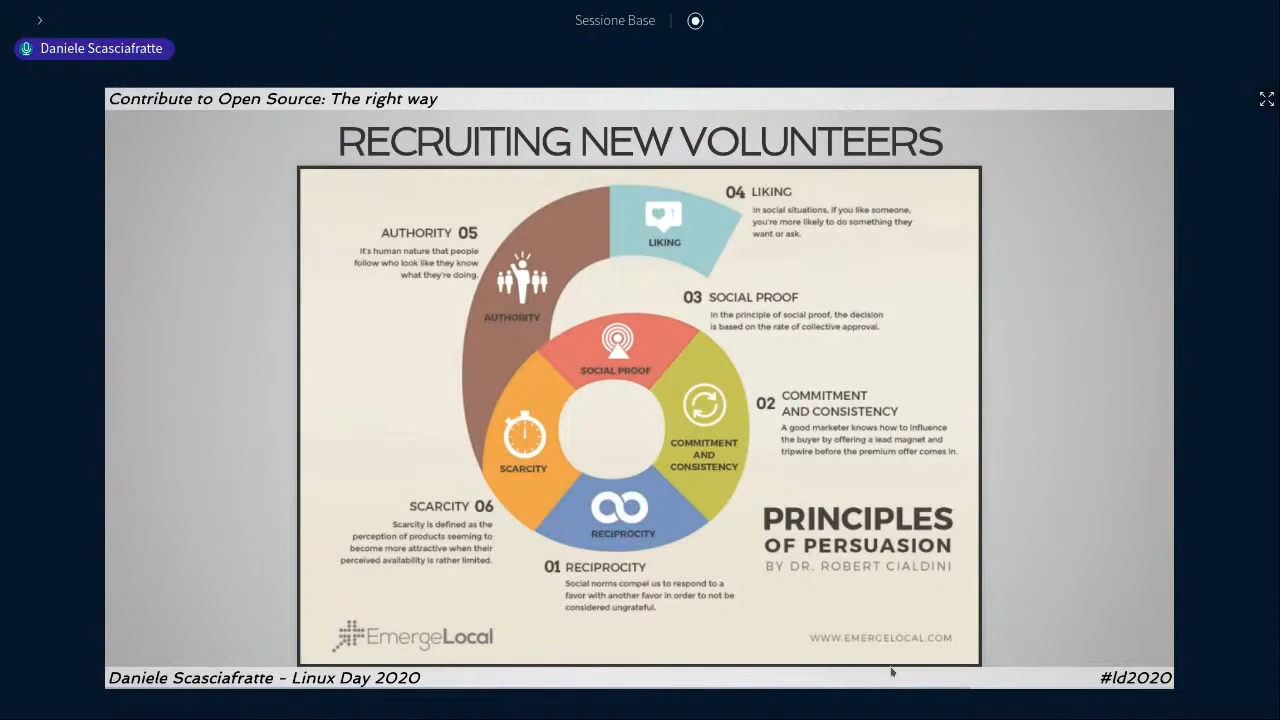 Sessione Base
Daniele Scasciafratte
Contribute to Open Source: The right way
RECRUITING NEW VOLUNTEERS
04 LIKING
In social situations, if you like someone,
you're more likely to do something they
want or ask.
LIKING
AUTHORITY 05
It's human nature that people
follow who look like they know
what they're doing.
AUTHORITY
03 SOCIAL PROOF
In the principle of social proof, the decision
is based on the rate of collective approval.
SOCIAL PROOF
02 COMMITMENT
AND CONSISTENCY
A good marketer knows how to influence
the buyer by offering a lead magnet and
tripwire before the premium offer comes in.
COMMITMENT
AND
CONSISTENCY
SCARCITY
SCARCITY 06
Scarcity is defined as the
perception of products seeming to
become more attractive when their
perceived availability is rather limited.
RECIPROCITY
01 RECIPROCITY
Social norms compel us to respond to a
favor with another favor in order to not be
considered ungrateful.
PRINCIPLES
OF PERSUASION
BY DR. ROBERT CIALDINI
EmergeLocal
WWW.EMERGELOCAL.COM
Daniele Scasciafratte - Linux Day 2020
#ld2020